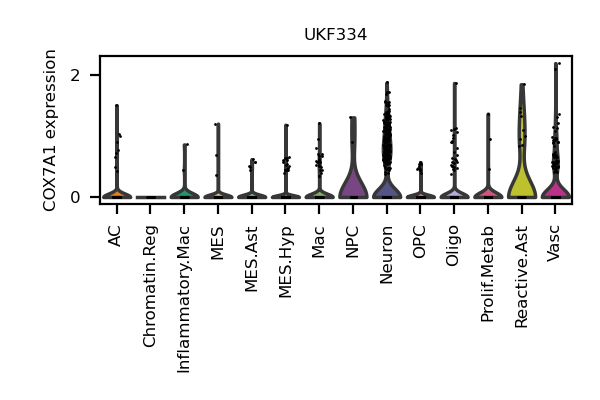 UKF334
COX7A1 expression
2
0
AC
Chromatin.Reg
Inflammatory.Mac
MES
MES.Ast
MES.Hyp
Mac
NPC
Neuron
OPC
Oligo
Prolif.Metab
Reactive.Ast
Vasc